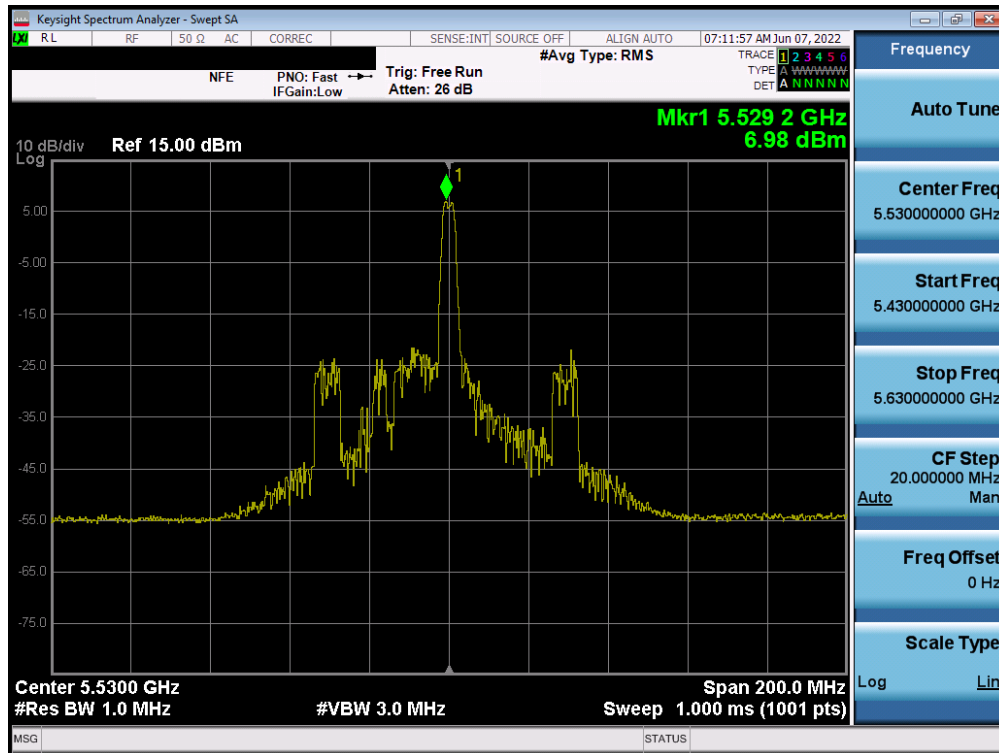 Keysight Spectrum Analyzer - Swept SA
LXI RL RF 50 Ω AC CORREC SENSE:INT SOURCE OFF ALIGN AUTO 07:11:57 AM Jun 07, 2022
#Avg Type: RMS
TRACE 1 2 3 4 5 6
TYPE A WWWWWW
DET A N N N N N
NFE
PNO: Fast
IFGain:Low
Trig: Free Run
Atten: 26 dB
Mkr1 5.529 2 GHz
6.98 dBm
10 dB/div
Log
Ref 15.00 dBm
1
5.00
-5.00
-15.0
-25.0
-35.0
-45.0
-55.0
-65.0
-75.0
Center 5.5300 GHz
Span 200.0 MHz
#Res BW 1.0 MHz
#VBW 3.0 MHz
Sweep 1.000 ms (1001 pts)
MSG
STATUS
Frequency
Auto Tune
Center Freq
5.530000000 GHz
Start Freq
5.430000000 GHz
Stop Freq
5.630000000 GHz
CF Step
20.000000 MHz
Auto Man
Freq Offset
0 Hz
Scale Type
Log Lin